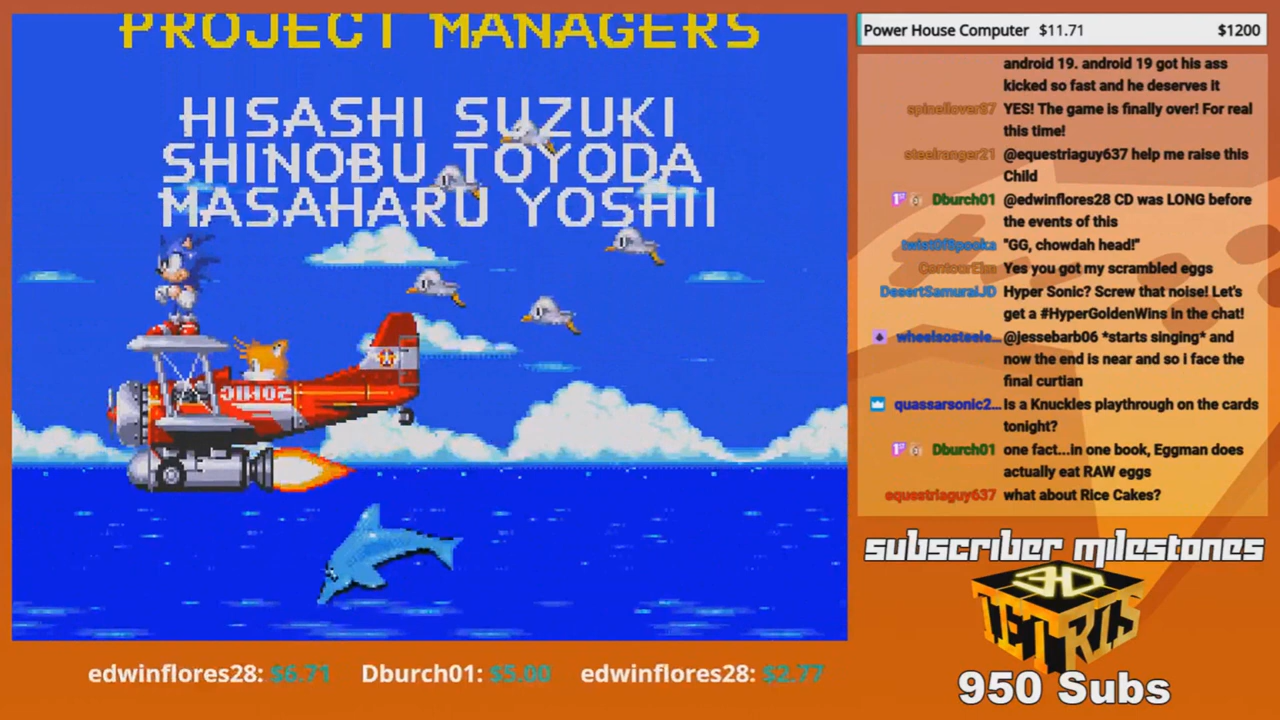 PROJECT MANAGERS
HISASHI SUZUKI
SHINOBU TOYODA
MASAHARU YOSHII
SONIC
Power House Computer $11.71 $1200
android 19. android 19 got his ass
kicked so fast and he deserves it
spinellover87 YES! The game is finally over! For real
this time!
steelranger21 @equestriaguy637 help me raise this
Child
Dburch01 @edwinflores28 CD was LONG before
the events of this
twistOfSpooka "GG, chowdah head!"
Yes you got my scrambled eggs
DesertSamuraiJD Hyper Sonic? Screw that noise! Let's
get a #HyperGoldenWins in the chat!
wheelsosteele... @jessebarb06 *starts singing* and
now the end is near and so i face the
final curtian
quassarsonic2... Is a Knuckles playthrough on the cards
tonight?
Dburch01 one fact...in one book, Eggman does
actually eat RAW eggs
equestriaguy637 what about Rice Cakes?
subscriber milestones
3D
TETRIS
950 Subs
edwinflores28: $6.71 Dburch01: $5.00 edwinflores28: $2.77